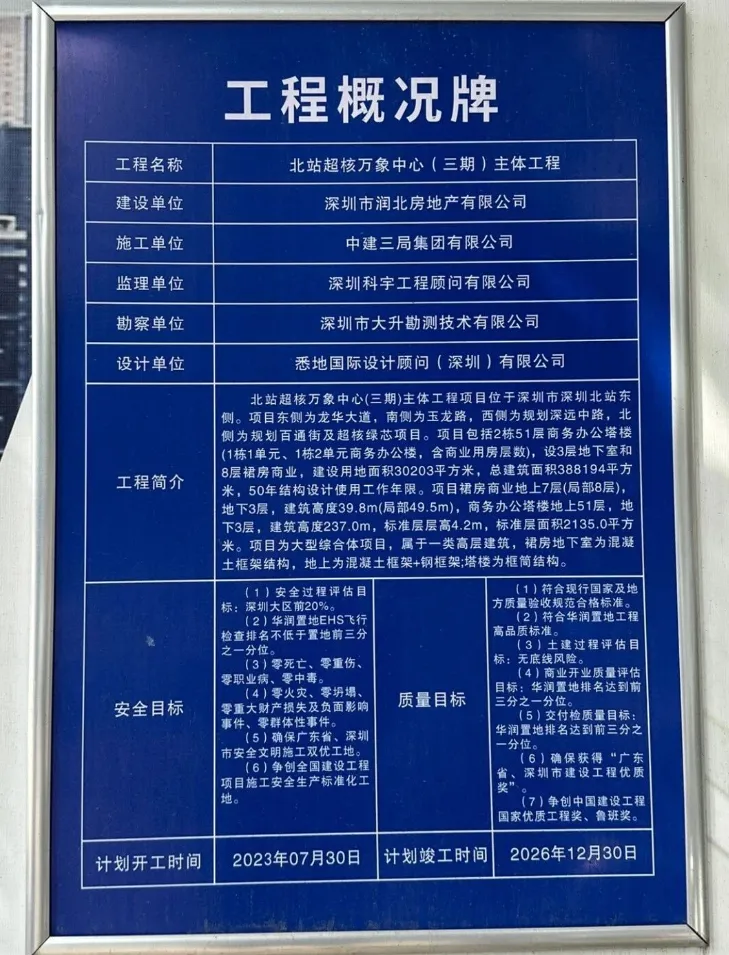 工程概况牌
工程名称 北站超核万象中心（三期）主体工程
建设单位 深圳市润北房地产有限公司
施工单位 中建三局集团有限公司
监理单位 深圳科宇工程顾问有限公司
勘察单位 深圳市大升勘测技术有限公司
设计单位 悉地国际设计顾问（深圳）有限公司
工程简介
北站超核万象中心(三期)主体工程项目位于深圳市深圳北站东
侧。项目东侧为龙华大道，南侧为玉龙路，西侧为规划深远中路，北
侧为规划百通街及超核绿芯项目。项目包括2栋51层商务办公塔楼
(1栋1单元、1栋2单元商务办公楼，含商业用房层数)，设3层地下室和
8层裙房商业，建设用地面积30203平方米，总建筑面积388194平方
米，50年结构设计使用工作年限。项目裙房商业地上7层(局部8层)，
地下3层，建筑高度39.8m(局部49.5m)，商务办公塔楼地上51层，地
下3层，建筑高度237.0m，标准层层高4.2m，标准层面积2135.0平方
米。项目为大型综合体项目，属于一类高层建筑，裙房地下室为混凝
土框架结构，地上为混凝土框架+钢框架;塔楼为框筒结构。
安全目标
（1）安全过程评估目
标：深圳大区前20%。
（2）华润置地EHS飞行
检查排名不低于置地前三分
之一分位。
（3）零死亡、零重伤、
零职业病、零中毒。
（4）零火灾、零坍塌、
零重大财产损失及负面影响
事件、零群体性事件。
（5）确保广东省、深圳
市安全文明施工双优工地。
（6）争创全国建设工程
项目施工安全生产标准化工
地。
质量目标
（1）符合现行国家及地
方质量验收规范合格标准。
（2）符合华润置地工程
高品质标准。
（3）土建过程评估目
标：无底线风险。
（4）商业开业质量评估
目标：华润置地排名达到前
三分之一分位。
（5）交付检质量目标：
华润置地排名达到前三分之
一分位。
（6）确保获得“广东
省、深圳市建设工程优质
奖”。
（7）争创中国建设工程
国家优质工程奖、鲁班奖。
计划开工时间 2023年07月30日 计划竣工时间 2026年12月30日